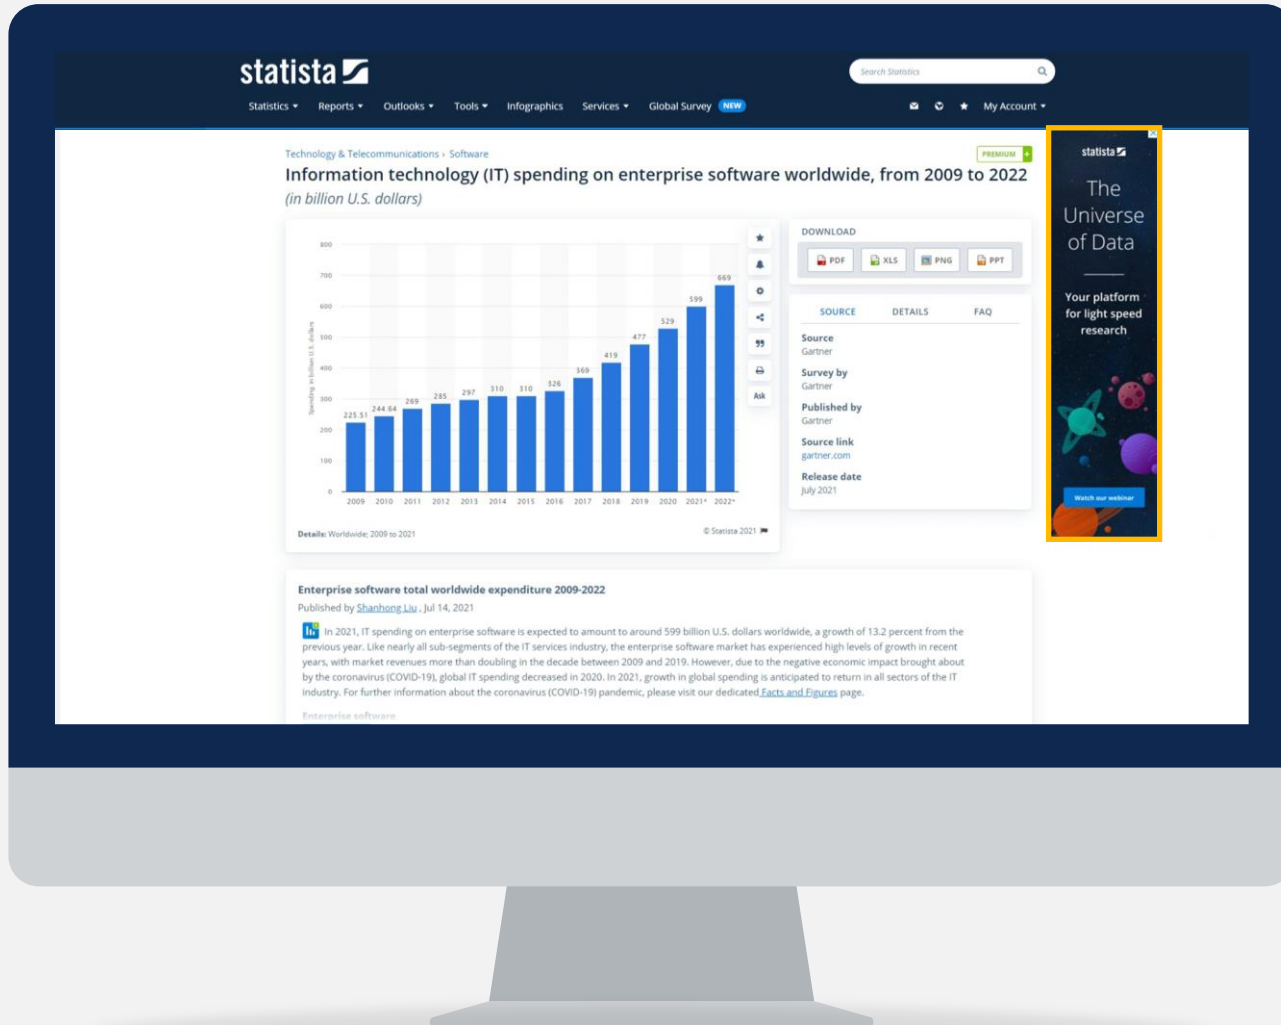 statista
Search Statistics
Statistics Reports Outlooks Tools Infographics Services Global Survey NEW My Account
Technology & Telecommunications › Software
PREMIUM +
Information technology (IT) spending on enterprise software worldwide, from 2009 to 2022
(in billion U.S. dollars)
Spending in billion U.S. dollars
800
700
600
500
400
300
200
100
0
225.51 244.64 269 285 297 310 310 326 369 419 477 529 599 669
2009 2010 2011 2012 2013 2014 2015 2016 2017 2018 2019 2020 2021* 2022*
Ask
Details: Worldwide; 2009 to 2021
© Statista 2021
DOWNLOAD
PDF XLS PNG PPT
SOURCE DETAILS FAQ
Source
Gartner
Survey by
Gartner
Published by
Gartner
Source link
gartner.com
Release date
July 2021
statista
The
Universe
of Data
Your platform
for light speed
research
Watch our webinar
Enterprise software total worldwide expenditure 2009-2022
Published by Shanhong Liu , Jul 14, 2021
In 2021, IT spending on enterprise software is expected to amount to around 599 billion U.S. dollars worldwide, a growth of 13.2 percent from the
previous year. Like nearly all sub-segments of the IT services industry, the enterprise software market has experienced high levels of growth in recent
years, with market revenues more than doubling in the decade between 2009 and 2019. However, due to the negative economic impact brought about
by the coronavirus (COVID-19), global IT spending decreased in 2020. In 2021, growth in global spending is anticipated to return in all sectors of the IT
industry. For further information about the coronavirus (COVID-19) pandemic, please visit our dedicated Facts and Figures page.
Enterprise software